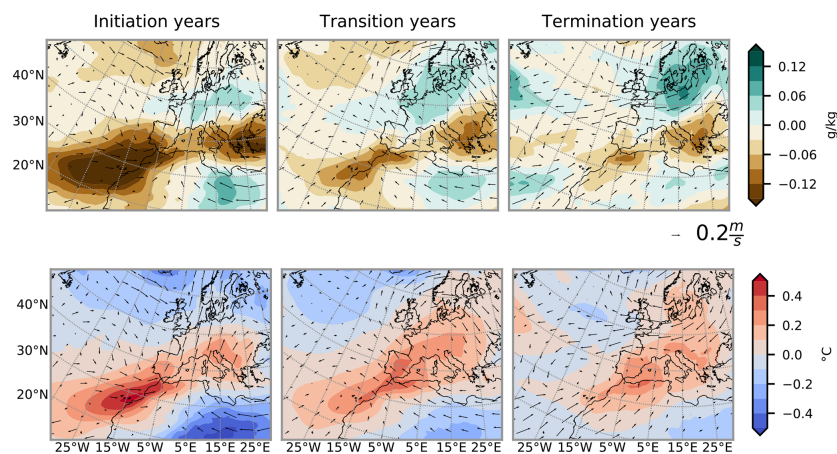 Initiation years Transition years Termination years
40°N
30°N
20°N
0.12
0.06
0.00
−0.06
−0.12
g/kg
→ 0.2 m/s
40°N
30°N
20°N
0.4
0.2
0.0
−0.2
−0.4
°C
25°W 15°W 5°W 5°E 15°E 25°E 25°W 15°W 5°W 5°E 15°E 25°E 25°W 15°W 5°W 5°E 15°E 25°E